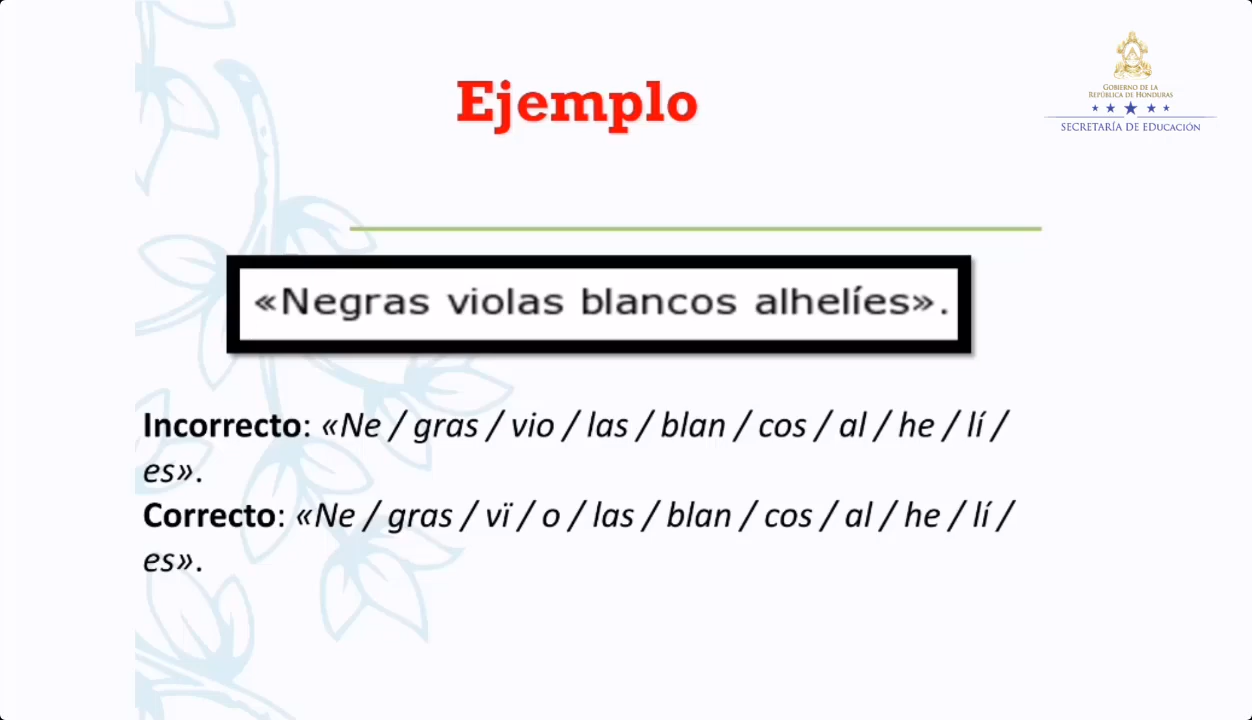 Ejemplo
GOBIERNO DE LA
REPÚBLICA DE HONDURAS
SECRETARÍA DE EDUCACIÓN
«Negras violas blancos alhelíes».
Incorrecto: «Ne / gras / vio / las / blan / cos / al / he / lí /
es».
Correcto: «Ne / gras / vï / o / las / blan / cos / al / he / lí /
es».